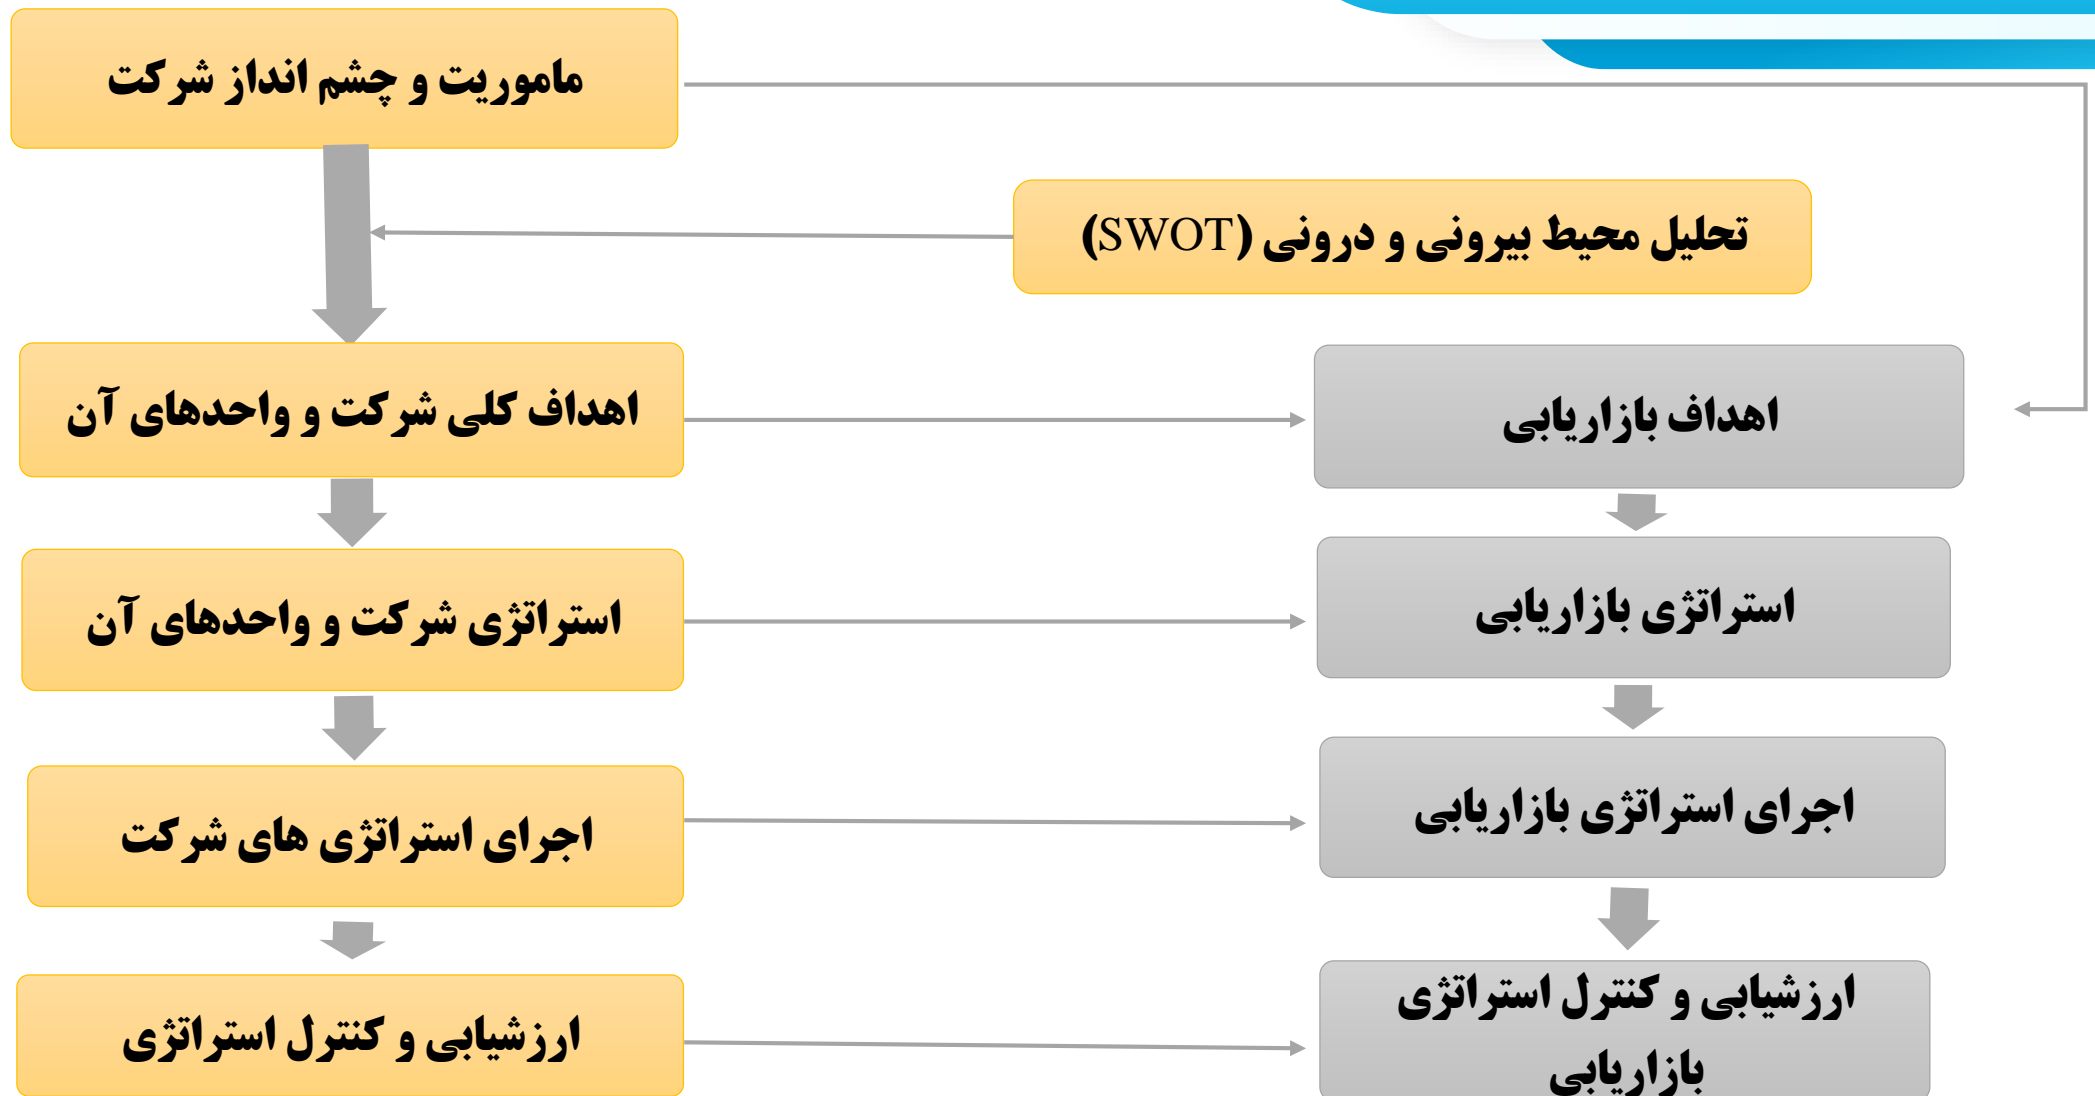 ماموریت و چشم انداز شرکت
تحلیل محیط بیرونی و درونی (SWOT)
اهداف کلی شرکت و واحدهای آن
اهداف بازاریابی
استراتژی شرکت و واحدهای آن
استراتژی بازاریابی
اجرای استراتژی های شرکت
اجرای استراتژی بازاریابی
ارزشیابی و کنترل استراتژی
ارزشیابی و کنترل استراتژی
بازاریابی